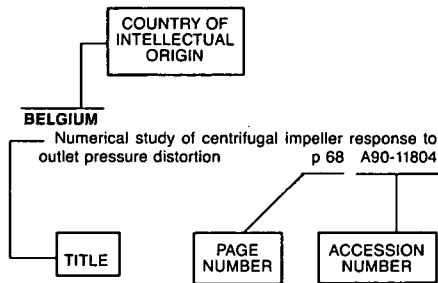 COUNTRY OF
INTELLECTUAL
ORIGIN
BELGIUM
Numerical study of centrifugal impeller response to
outlet pressure distortion p 68 A90-11804
TITLE
PAGE
NUMBER
ACCESSION
NUMBER